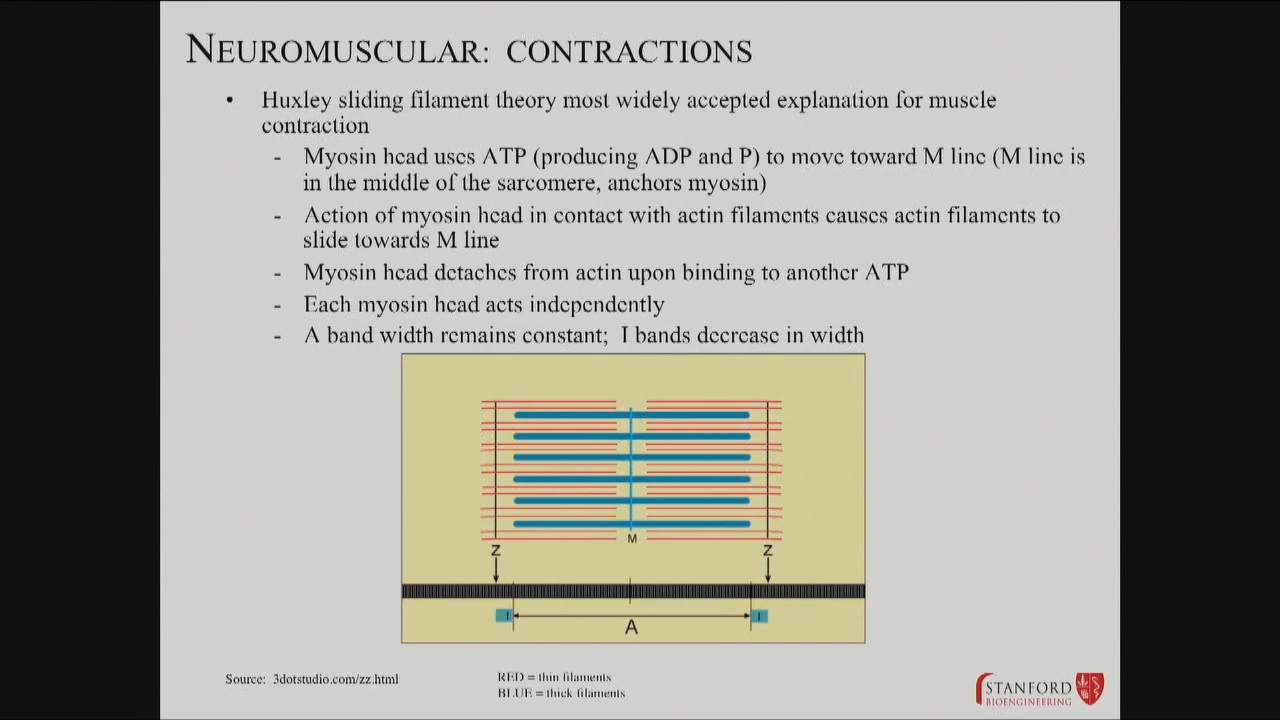 NEUROMUSCULAR: CONTRACTIONS
• Huxley sliding filament theory most widely accepted explanation for muscle
contraction
- Myosin head uses ATP (producing ADP and P) to move toward M line (M line is
in the middle of the sarcomere, anchors myosin)
- Action of myosin head in contact with actin filaments causes actin filaments to
slide towards M line
- Myosin head detaches from actin upon binding to another ATP
- Each myosin head acts independently
- A band width remains constant; I bands decrease in width
M
Z Z
I I
A
Source: 3dotstudio.com/zz.html
RED = thin filaments
BLUE = thick filaments
STANFORD
BIOENGINEERING